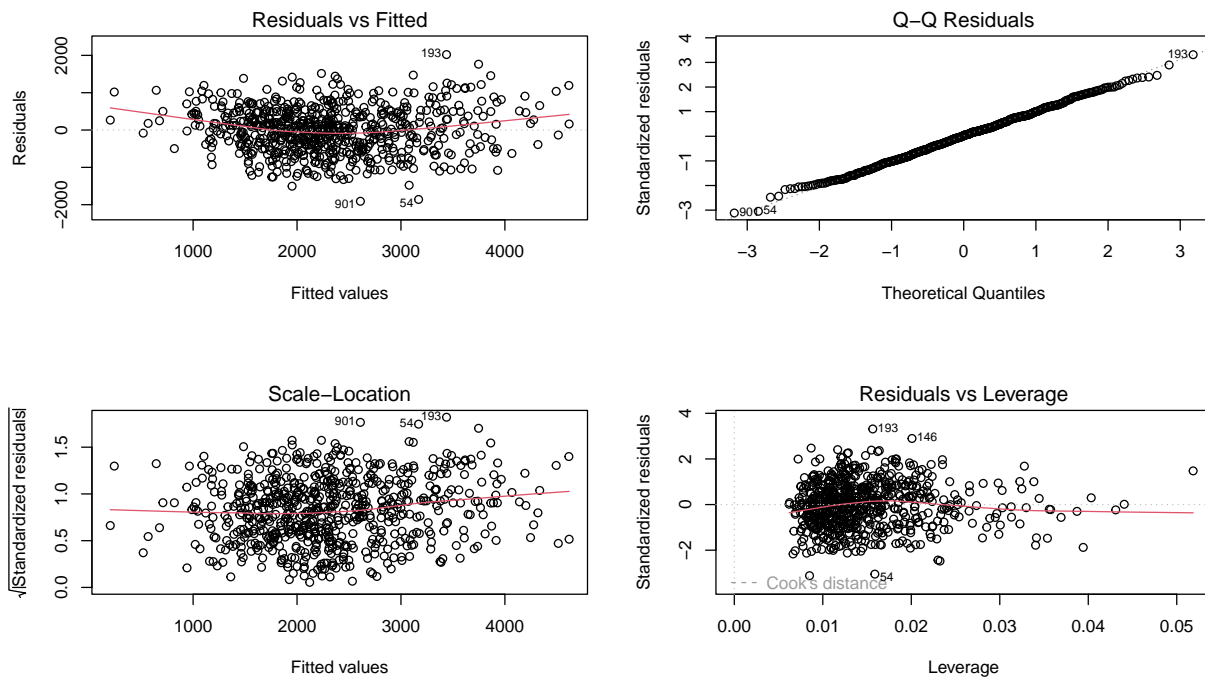 Residuals vs Fitted
Residuals
2000
0
−2000
193
901
54
1000 2000 3000 4000
Fitted values
Q−Q Residuals
Standardized residuals
4
3
2
1
−1
−3
193
901
54
−3 −2 −1 0 1 2 3
Theoretical Quantiles
Scale−Location
√|Standardized residuals|
1.5
1.0
0.5
0.0
901
54
193
1000 2000 3000 4000
Fitted values
Residuals vs Leverage
Standardized residuals
4
2
0
−2
193
146
54
Cook's distance
0.00 0.01 0.02 0.03 0.04 0.05
Leverage